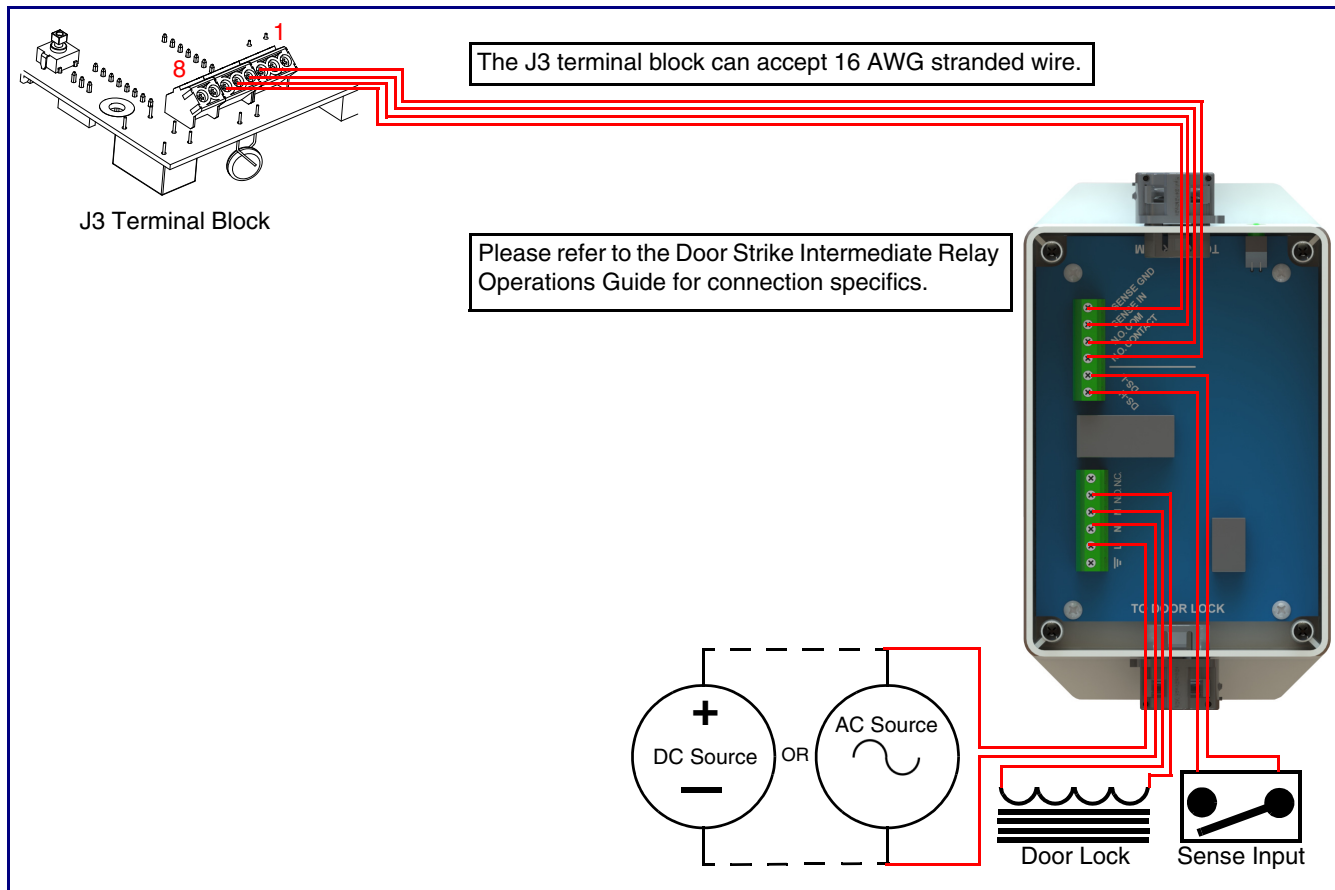 1
8
The J3 terminal block can accept 16 AWG stranded wire.
J3 Terminal Block
Please refer to the Door Strike Intermediate Relay
Operations Guide for connection specifics.
SENSE GND
SENSE IN
N.O. COM
N.O. CONTACT
N.C.
N.O.
N
L
TO DOOR LOCK
+
DC Source
OR
AC Source
Door Lock
Sense Input